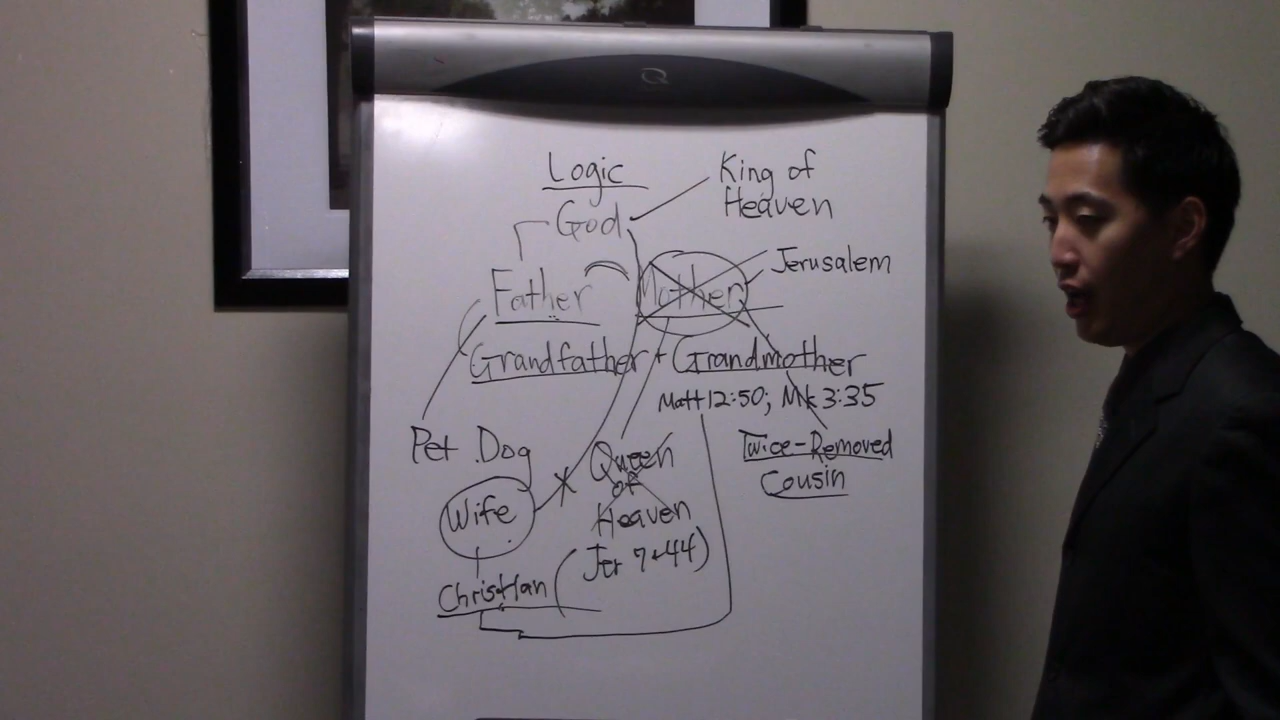 Logic
King of
Heaven
God
Jerusalem
Father
Mother
Grandfather + Grandmother
Matt 12:50; Mk 3:35
Pet Dog
Queen
of
Heaven
Twice-Removed
Cousin
Wife
Jer 7+44)
Christian